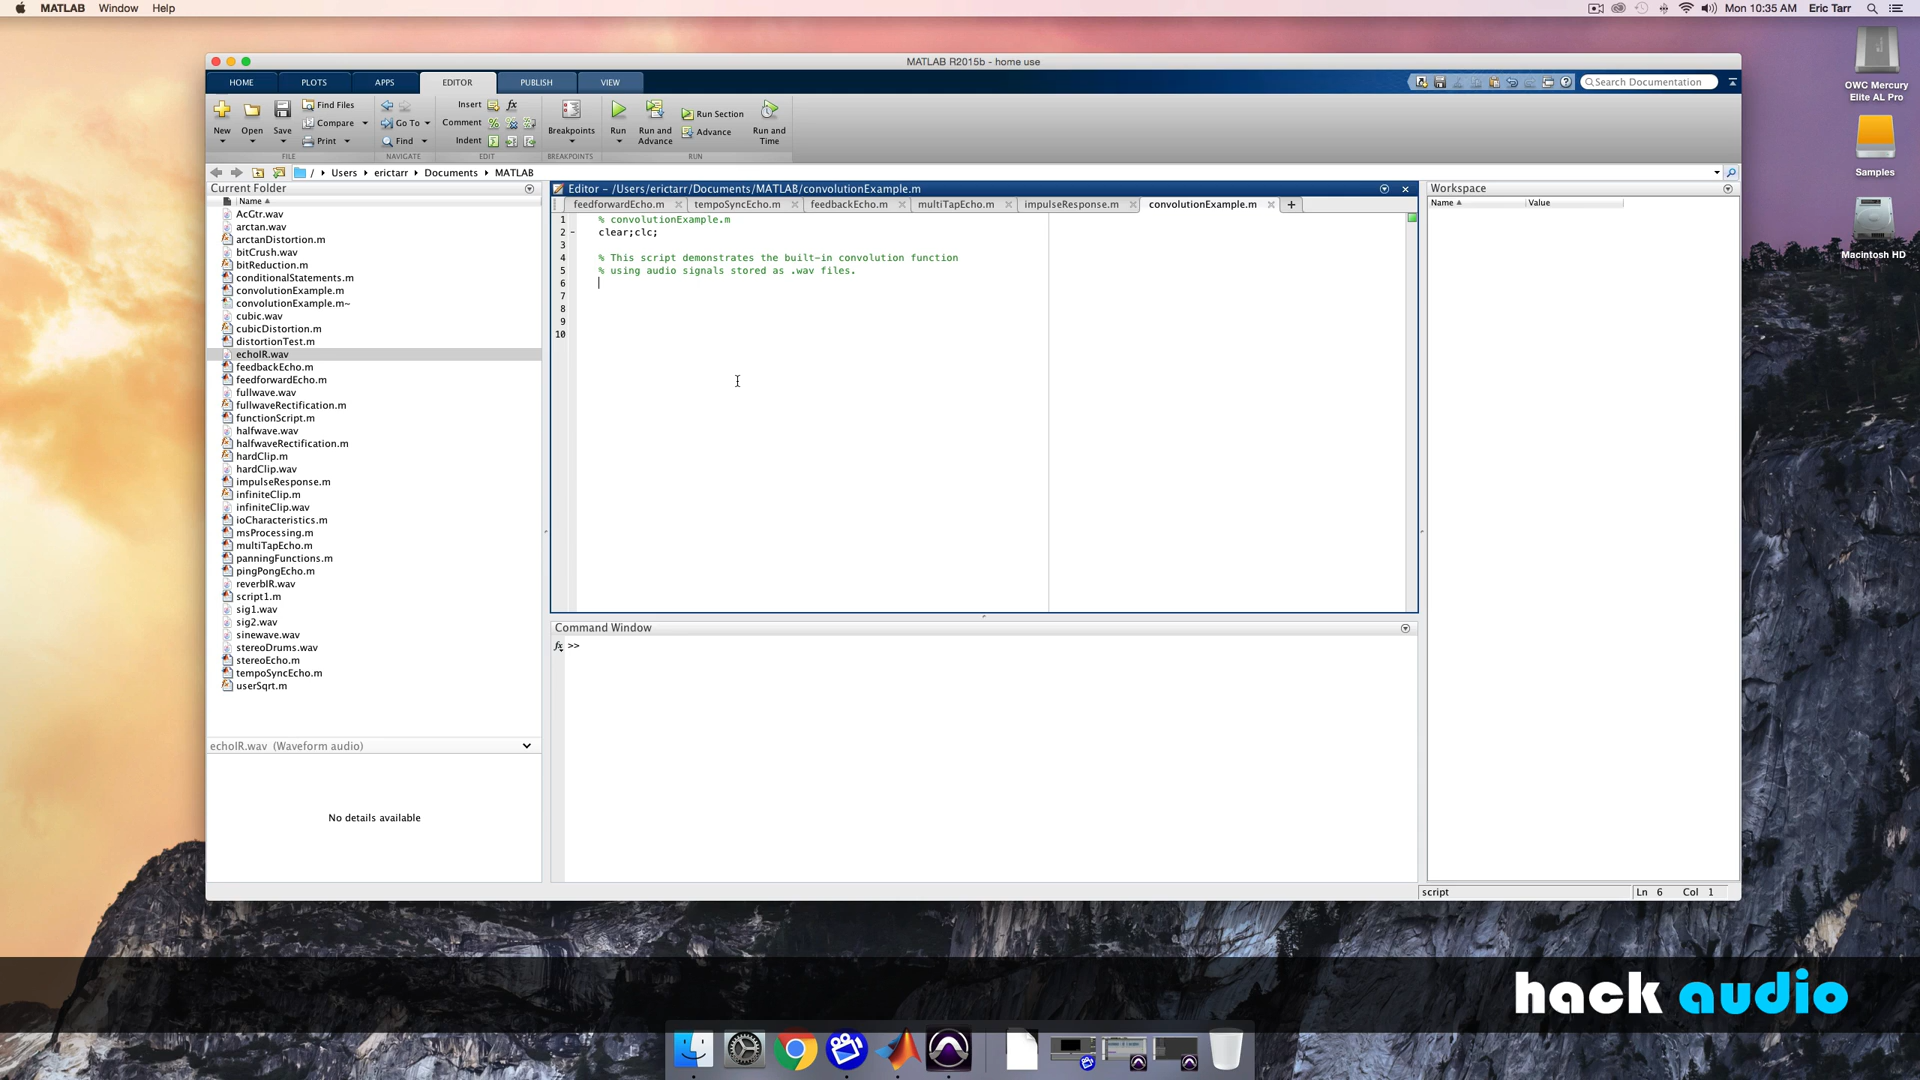 MATLAB Window Help
Mon 10:35 AM Eric Tarr
MATLAB R2015b - home use
HOME PLOTS APPS EDITOR PUBLISH VIEW
Search Documentation
New Open Save
Find Files
Compare
Print
FILE
Go To
Find
NAVIGATE
Insert
Comment
Indent
EDIT
Breakpoints
BREAKPOINTS
Run
Run and Advance
Run Section
Advance
Run and Time
RUN
/ Users erictarr Documents MATLAB
Current Folder
Name
AcGtr.wav
arctan.wav
arctanDistortion.m
bitCrush.wav
bitReduction.m
conditionalStatements.m
convolutionExample.m
convolutionExample.m~
cubic.wav
cubicDistortion.m
distortionTest.m
echoIR.wav
feedbackEcho.m
feedforwardEcho.m
fullwave.wav
fullwaveRectification.m
functionScript.m
halfwave.wav
halfwaveRectification.m
hardClip.m
hardClip.wav
impulseResponse.m
infiniteClip.m
infiniteClip.wav
ioCharacteristics.m
msProcessing.m
multiTapEcho.m
panningFunctions.m
pingPongEcho.m
reverbIR.wav
script1.m
sig1.wav
sig2.wav
sinewave.wav
stereoDrums.wav
stereoEcho.m
tempoSyncEcho.m
userSqrt.m
echoIR.wav (Waveform audio)
No details available
Editor - /Users/erictarr/Documents/MATLAB/convolutionExample.m
feedforwardEcho.m tempoSyncEcho.m feedbackEcho.m multiTapEcho.m impulseResponse.m convolutionExample.m
1 % convolutionExample.m
2 - clear;clc;
3
4 % This script demonstrates the built-in convolution function
5 % using audio signals stored as .wav files.
6
7
8
9
10
Command Window
fx >>
Workspace
Name Value
script Ln 6 Col 1
OWC Mercury
Elite AL Pro
Samples
Macintosh HD
hack audio